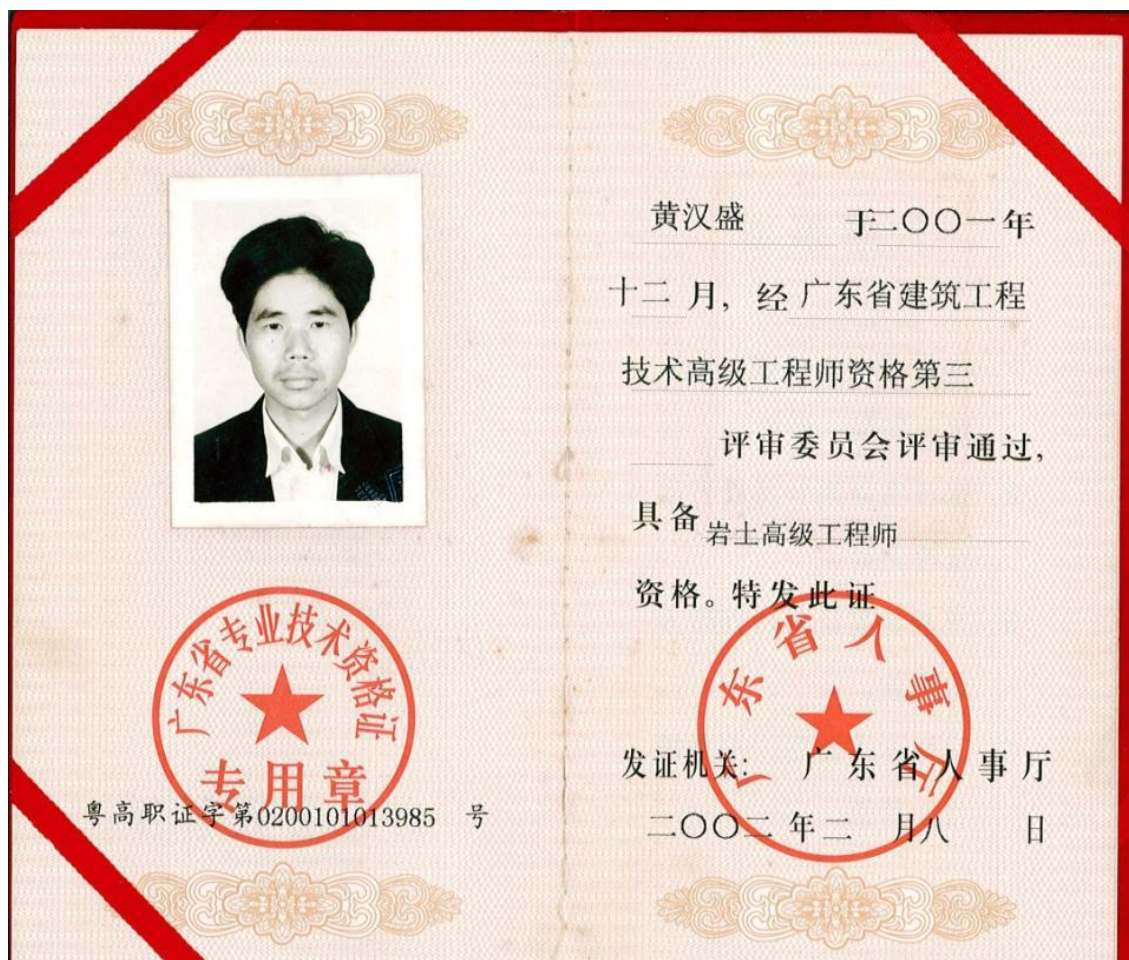 广东省专业技术资格证
专用章
粤高职证字第0200101013985 号
黄汉盛 于二〇〇一年
十二 月，经 广东省建筑工程
技术高级工程师资格第三
评审委员会评审通过，
具备 岩土高级工程师
资格。特发此证
广东省人事厅
发证机关： 广东省人事厅
二〇〇二 年 二 月 八 日